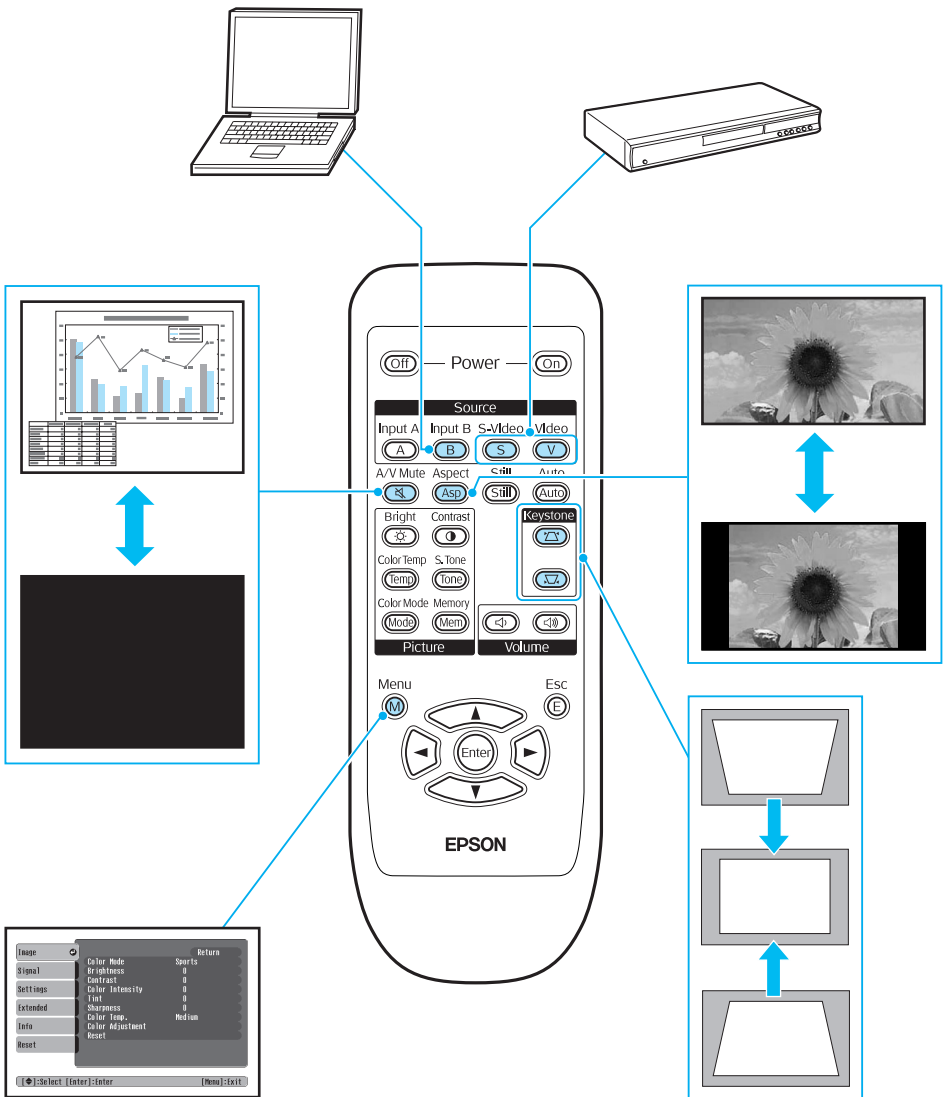 Off Power On
Source
Input A Input B S-Video Video
A B S V
A/V Mute Aspect Still Auto
Asp Still Auto
Bright Contrast Keystone
Color Temp S.Tone
Temp Tone
Color Mode Memory
Mode Mem
Picture Volume
Menu Esc
M E
Enter
EPSON
Image Return
Signal
Settings
Extended
Info
Reset
Color Mode Sports
Brightness 0
Contrast 0
Color Intensity 0
Tint 0
Sharpness 0
Color Temp. Medium
Color Adjustment
Reset
[ ]:Select [Enter]:Enter [Menu]:Exit